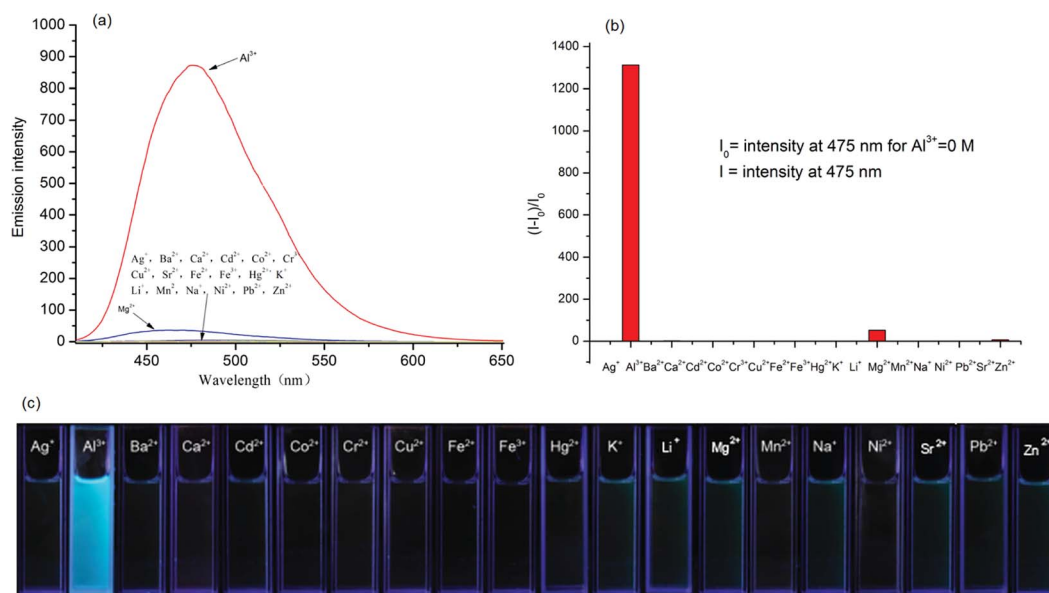 (a)
1000
900
800
700
600
500
400
300
200
100
0
Emission intensity
Al³⁺
Ag⁺, Ba²⁺, Ca²⁺, Cd²⁺, Co²⁺, Cr³⁺
Cu²⁺, Sr²⁺, Fe²⁺, Fe³⁺, Hg²⁺, K⁺
Li⁺, Mn², Na⁺, Ni²⁺, Pb²⁺, Zn²⁺
Mg²⁺
450 500 550 600 650
Wavelength (nm)
(b)
1400
1200
1000
800
600
400
200
0
(I-I₀)/I₀
I₀= intensity at 475 nm for Al³⁺=0 M
I = intensity at 475 nm
Ag⁺ Al³⁺ Ba²⁺ Ca²⁺ Cd²⁺ Co²⁺ Cr³⁺ Cu²⁺ Fe²⁺ Fe³⁺ Hg²⁺ K⁺ Li⁺ Mg²⁺ Mn²⁺ Na⁺ Ni²⁺ Pb²⁺ Sr²⁺ Zn²⁺
(c)
Ag⁺ Al³⁺ Ba²⁺ Ca²⁺ Cd²⁺ Co²⁺ Cr²⁺ Cu²⁺ Fe²⁺ Fe³⁺ Hg²⁺ K⁺ Li⁺ Mg²⁺ Mn²⁺ Na⁺ Ni²⁺ Sr²⁺ Pb²⁺ Zn²⁺